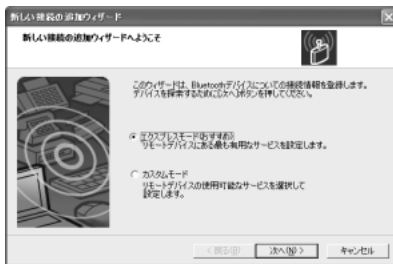 新しい接続の追加ウィザード
新しい接続の追加ウィザードへようこそ
このウィザードは、Bluetoothデバイスについての接続情報を登録します。
デバイスを探索するために[次へ]ボタンを押してください。
エクスプレスモード(おすすめ)
リモートデバイスにある最も有用なサービスを設定します。
カスタムモード
リモートデバイスの使用可能なサービスを選択して
設定します。
< 戻る(B)
次へ(N) >
キャンセル